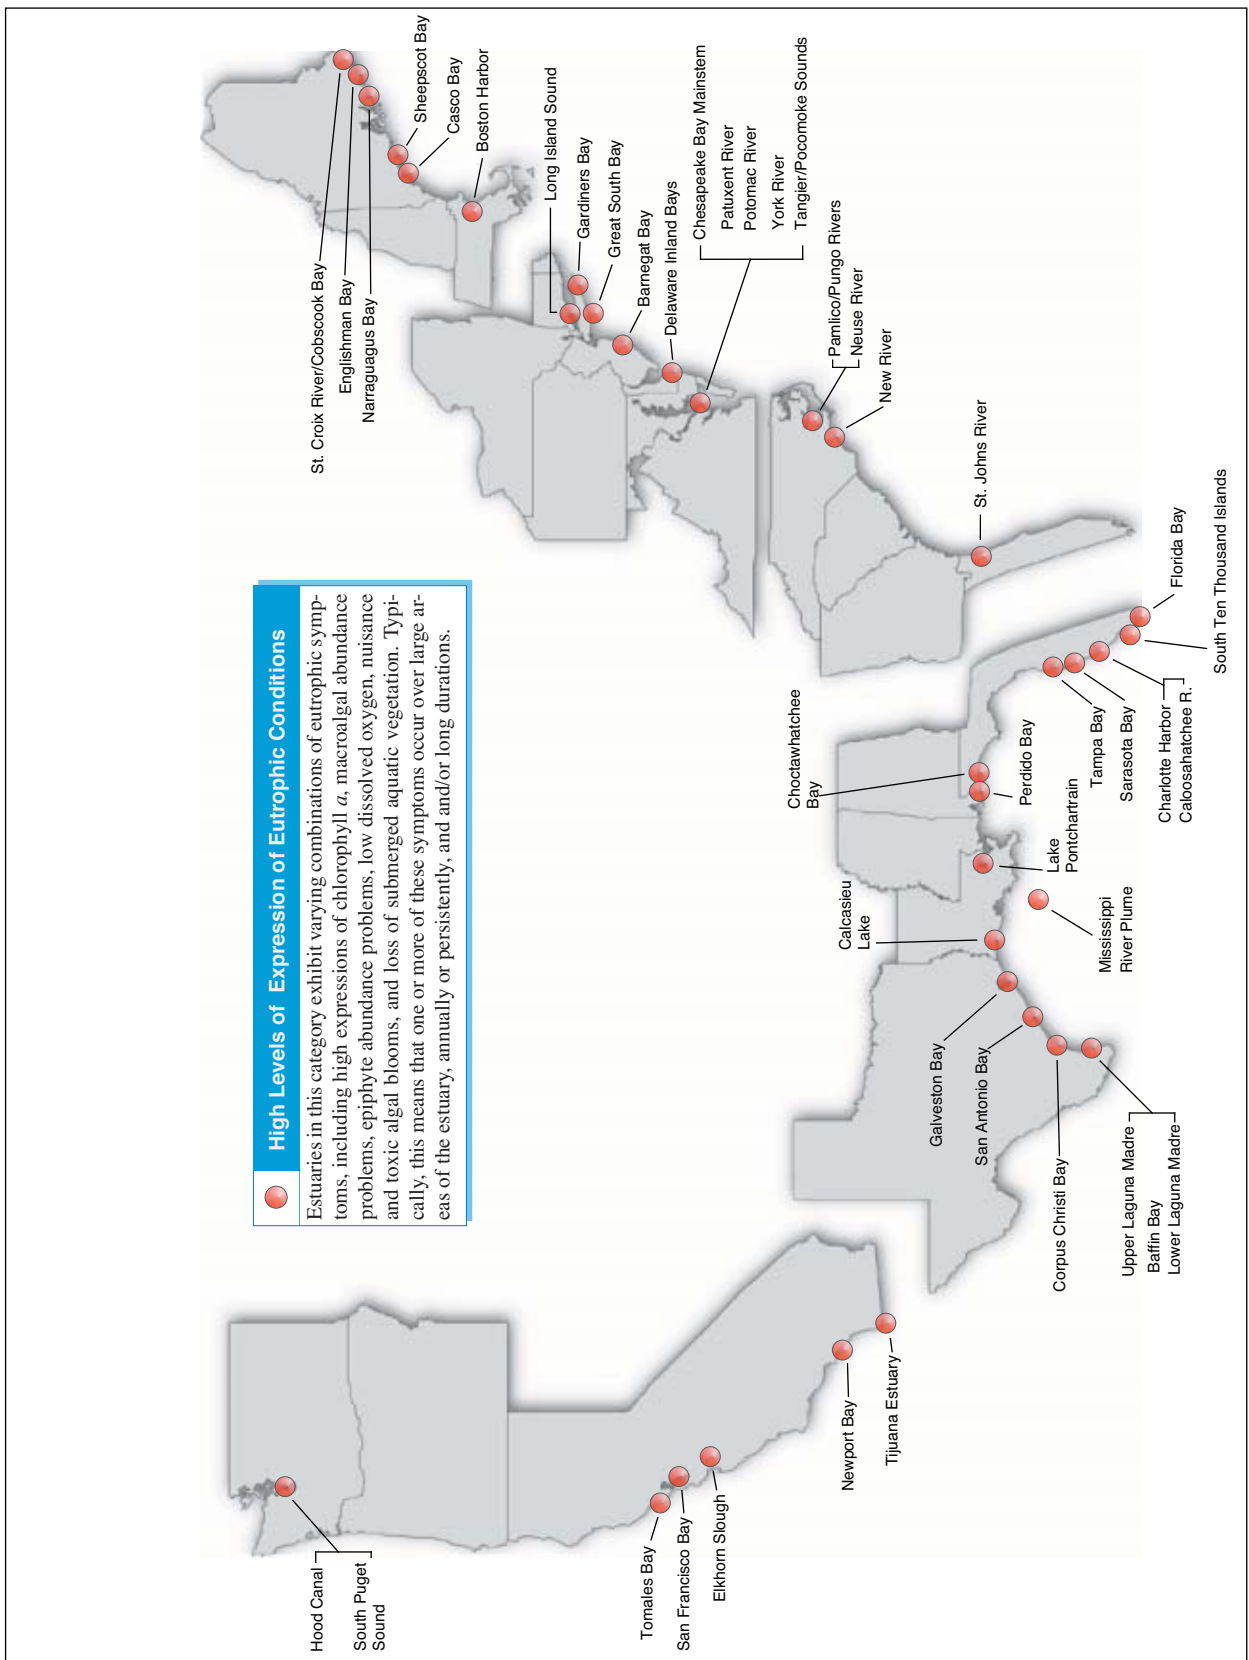 High Levels of Expression of Eutrophic Conditions
Estuaries in this category exhibit varying combinations of eutrophic symp-
toms, including high expressions of chlorophyll a, macroalgal abundance
problems, epiphyte abundance problems, low dissolved oxygen, nuisance
and toxic algal blooms, and loss of submerged aquatic vegetation. Typi-
cally, this means that one or more of these symptoms occur over large ar-
eas of the estuary, annually or persistently, and and/or long durations.
Hood Canal
South Puget
Sound
Tomales Bay
San Francisco Bay
Elkhorn Slough
Newport Bay
Tijuana Estuary
Galveston Bay
San Antonio Bay
Corpus Christi Bay
Upper Laguna Madre
Baffin Bay
Lower Laguna Madre
Calcasieu
Lake
Mississippi
River Plume
Lake
Pontchartrain
Choctawhatchee
Bay
Perdido Bay
Tampa Bay
Sarasota Bay
Charlotte Harbor
Caloosahatchee R.
South Ten Thousand Islands
Florida Bay
St. Johns River
New River
Pamlico/Pungo Rivers
Neuse River
Chesapeake Bay Mainstem
Patuxent River
Potomac River
York River
Tangier/Pocomoke Sounds
Delaware Inland Bays
Barnegat Bay
Great South Bay
Gardiners Bay
Long Island Sound
Boston Harbor
Casco Bay
Sheepscot Bay
St. Croix River/Cobscook Bay
Englishman Bay
Narraguagus Bay